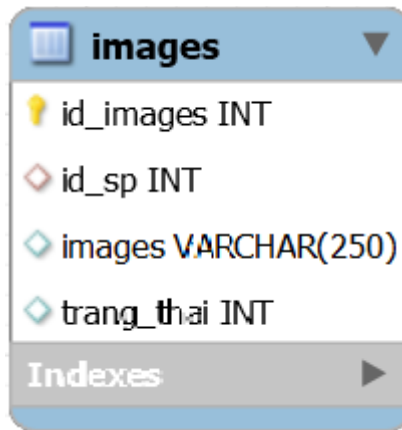 images
id_images INT
id_sp INT
images VARCHAR(250)
trang_thai INT
Indexes